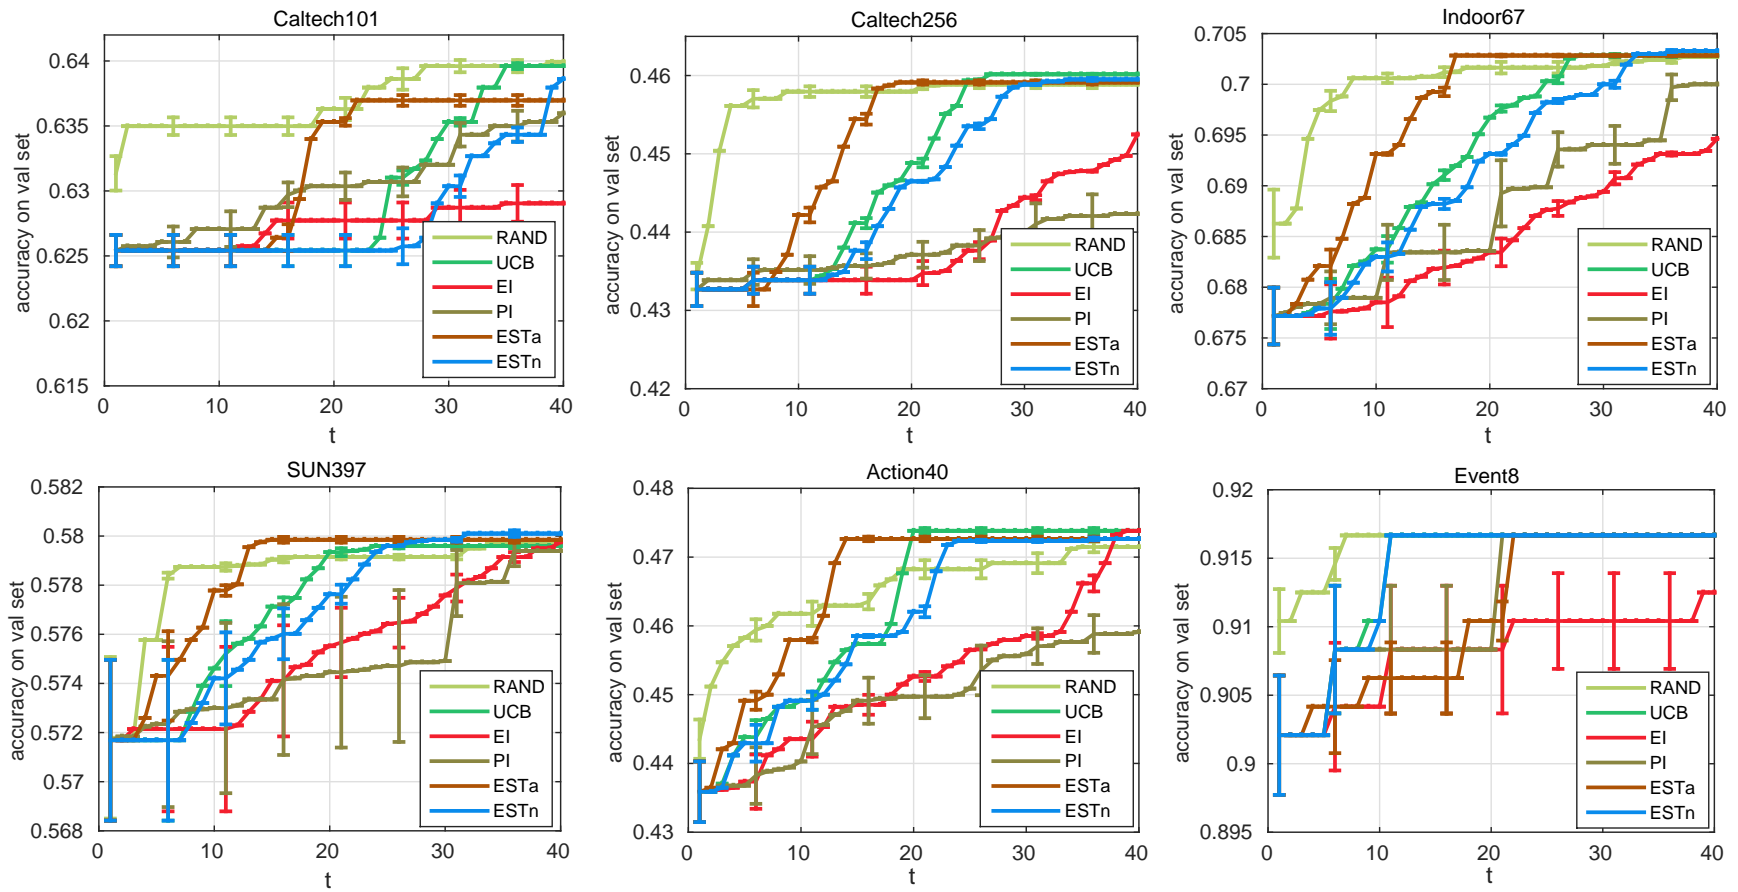 Caltech101
accuracy on val set
0.64
0.635
0.63
0.625
0.62
0.615
0 10 20 30 40
t
RAND
UCB
EI
PI
ESTa
ESTn
Caltech256
accuracy on val set
0.46
0.45
0.44
0.43
0.42
0 10 20 30 40
t
RAND
UCB
EI
PI
ESTa
ESTn
Indoor67
accuracy on val set
0.705
0.7
0.695
0.69
0.685
0.68
0.675
0.67
0 10 20 30 40
t
RAND
UCB
EI
PI
ESTa
ESTn
SUN397
accuracy on val set
0.582
0.58
0.578
0.576
0.574
0.572
0.57
0.568
0 10 20 30 40
t
RAND
UCB
EI
PI
ESTa
ESTn
Action40
accuracy on val set
0.48
0.47
0.46
0.45
0.44
0.43
0 10 20 30 40
t
RAND
UCB
EI
PI
ESTa
ESTn
Event8
accuracy on val set
0.92
0.915
0.91
0.905
0.9
0.895
0 10 20 30 40
t
RAND
UCB
EI
PI
ESTa
ESTn